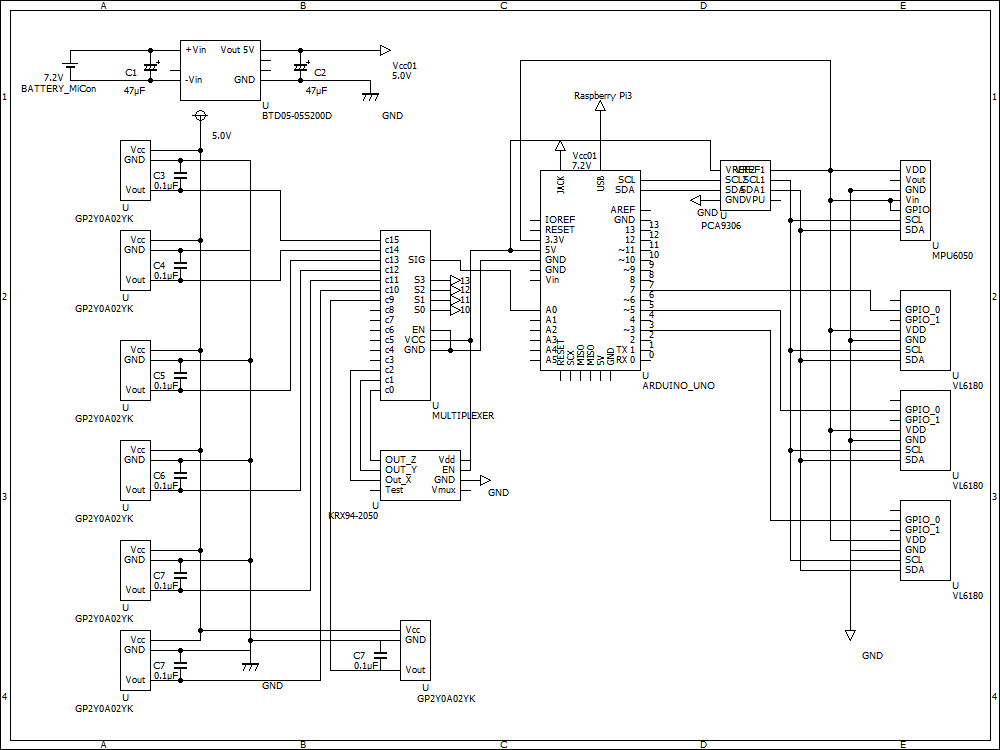 A B C D E
1 1
2 2
3 3
4 4
7.2V
BATTERY_MiCon
C1
47μF
+Vin Vout 5V
-Vin GND
U
BTD05-05S200D
C2
47μF
Vcc01
5.0V
GND
5.0V
Vcc
GND
Vout
C3
0.1μF
U
GP2Y0A02YK
Vcc
GND
Vout
C4
0.1μF
U
GP2Y0A02YK
Vcc
GND
Vout
C5
0.1μF
U
GP2Y0A02YK
Vcc
GND
Vout
C6
0.1μF
U
GP2Y0A02YK
Vcc
GND
Vout
C7
0.1μF
U
GP2Y0A02YK
Vcc
GND
Vout
C7
0.1μF
U
GP2Y0A02YK
GND
Vcc
GND
Vout
C7
0.1μF
U
GP2Y0A02YK
c15
c14
c13 SIG
c12
c11 S3 13
c10 S2 12
c9 S1 11
c8 S0 10
c7
c6 EN
c5 VCC
c4 GND
c3
c2
c1
c0
U
MULTIPLEXER
OUT_Z Vdd
OUT_Y EN
Out_X GND
Test Vmux
U
KRX94-2050
GND
Raspberry Pi3
Vcc01
7.2V
JACK
USB
SCL
SDA
AREF
IOREF GND
RESET 13 13
3.3V 12 12
5V ~11 11
GND ~10 10
GND ~9 9
Vin 8 8
7 7
~6 6
A0 ~5 5
A1 4 4
A2 ~3 3
A3 2 2
A4 TX 1 1
A5 RX 0 0
RESET
SCX
MISO
MISO
5V
GND
U
ARDUINO_UNO
VREF2 VREF1
SCL2 SCL1
SDA2 SDA1
GND VPU
GND
U
PCA9306
VDD
Vout
GND
Vin
GPIO
SCL
SDA
U
MPU6050
GPIO_0
GPIO_1
VDD
GND
SCL
SDA
U
VL6180
GPIO_0
GPIO_1
VDD
GND
SCL
SDA
U
VL6180
GPIO_0
GPIO_1
VDD
GND
SCL
SDA
U
VL6180
GND
A B C D E